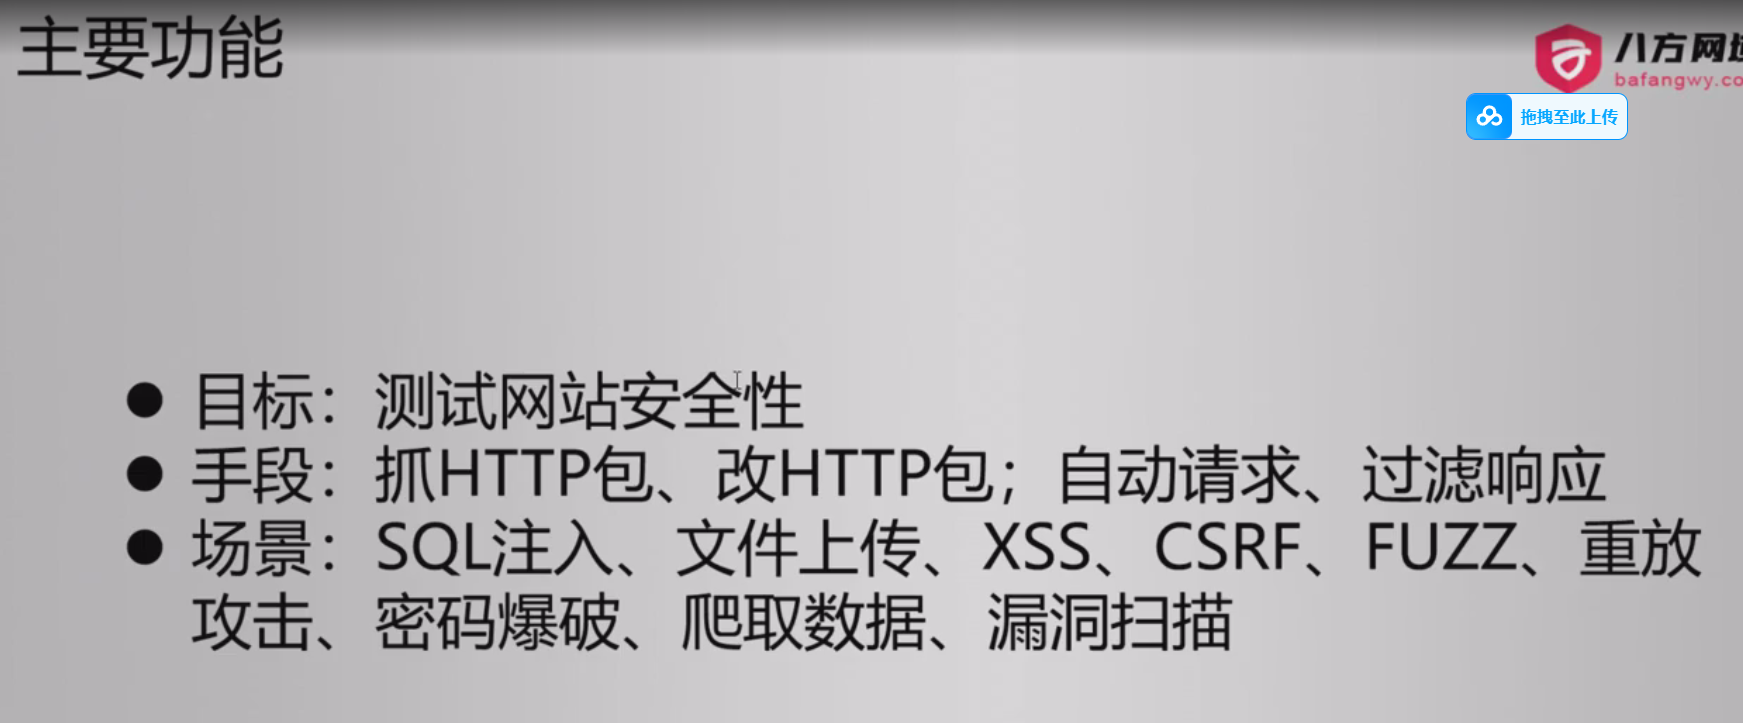 主要功能
八方网
bafangwy.co
拖拽至此上传
● 目标：测试网站安全性
● 手段：抓HTTP包、改HTTP包；自动请求、过滤响应
● 场景：SQL注入、文件上传、XSS、CSRF、FUZZ、重放
攻击、密码爆破、爬取数据、漏洞扫描